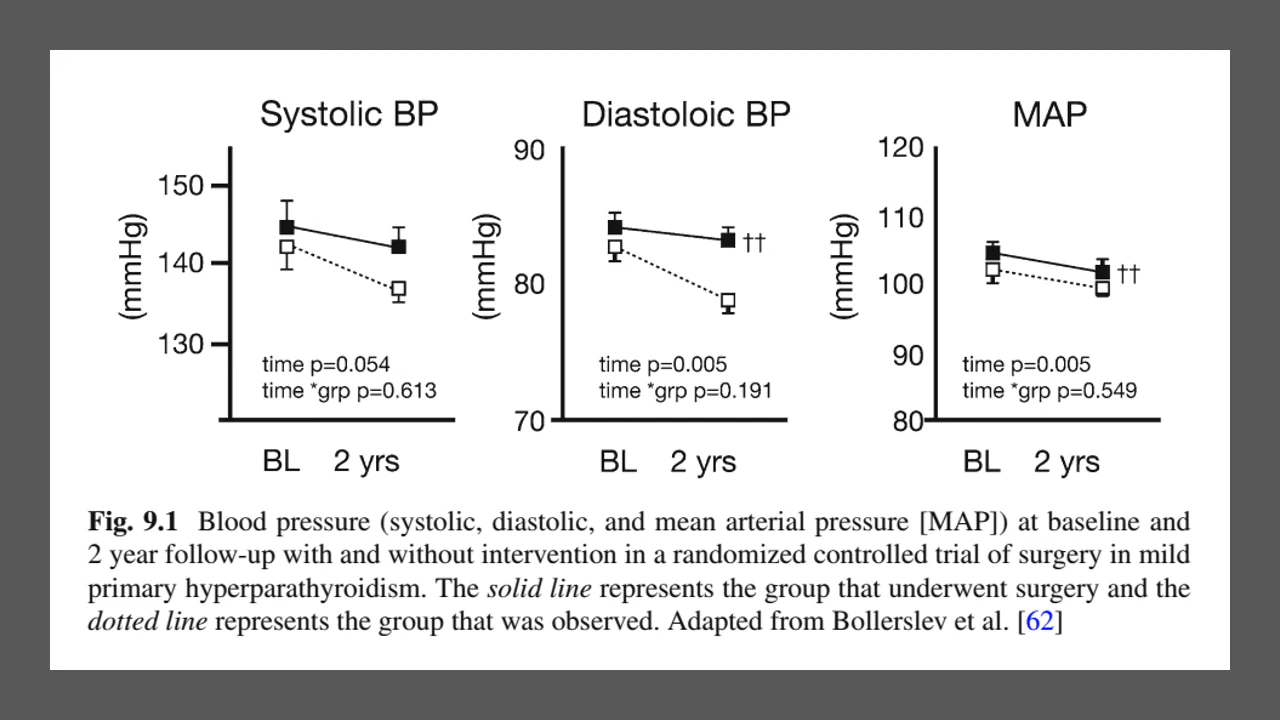 Systolic BP
Diastoloic BP
MAP
150
140
130
(mmHg)
time p=0.054
time *grp p=0.613
BL 2 yrs
90
80
70
(mmHg)
time p=0.005
time *grp p=0.191
††
BL 2 yrs
120
110
100
90
80
(mmHg)
time p=0.005
time *grp p=0.549
††
BL 2 yrs
Fig. 9.1 Blood pressure (systolic, diastolic, and mean arterial pressure [MAP]) at baseline and
2 year follow-up with and without intervention in a randomized controlled trial of surgery in mild
primary hyperparathyroidism. The solid line represents the group that underwent surgery and the
dotted line represents the group that was observed. Adapted from Bollerslev et al. [62]